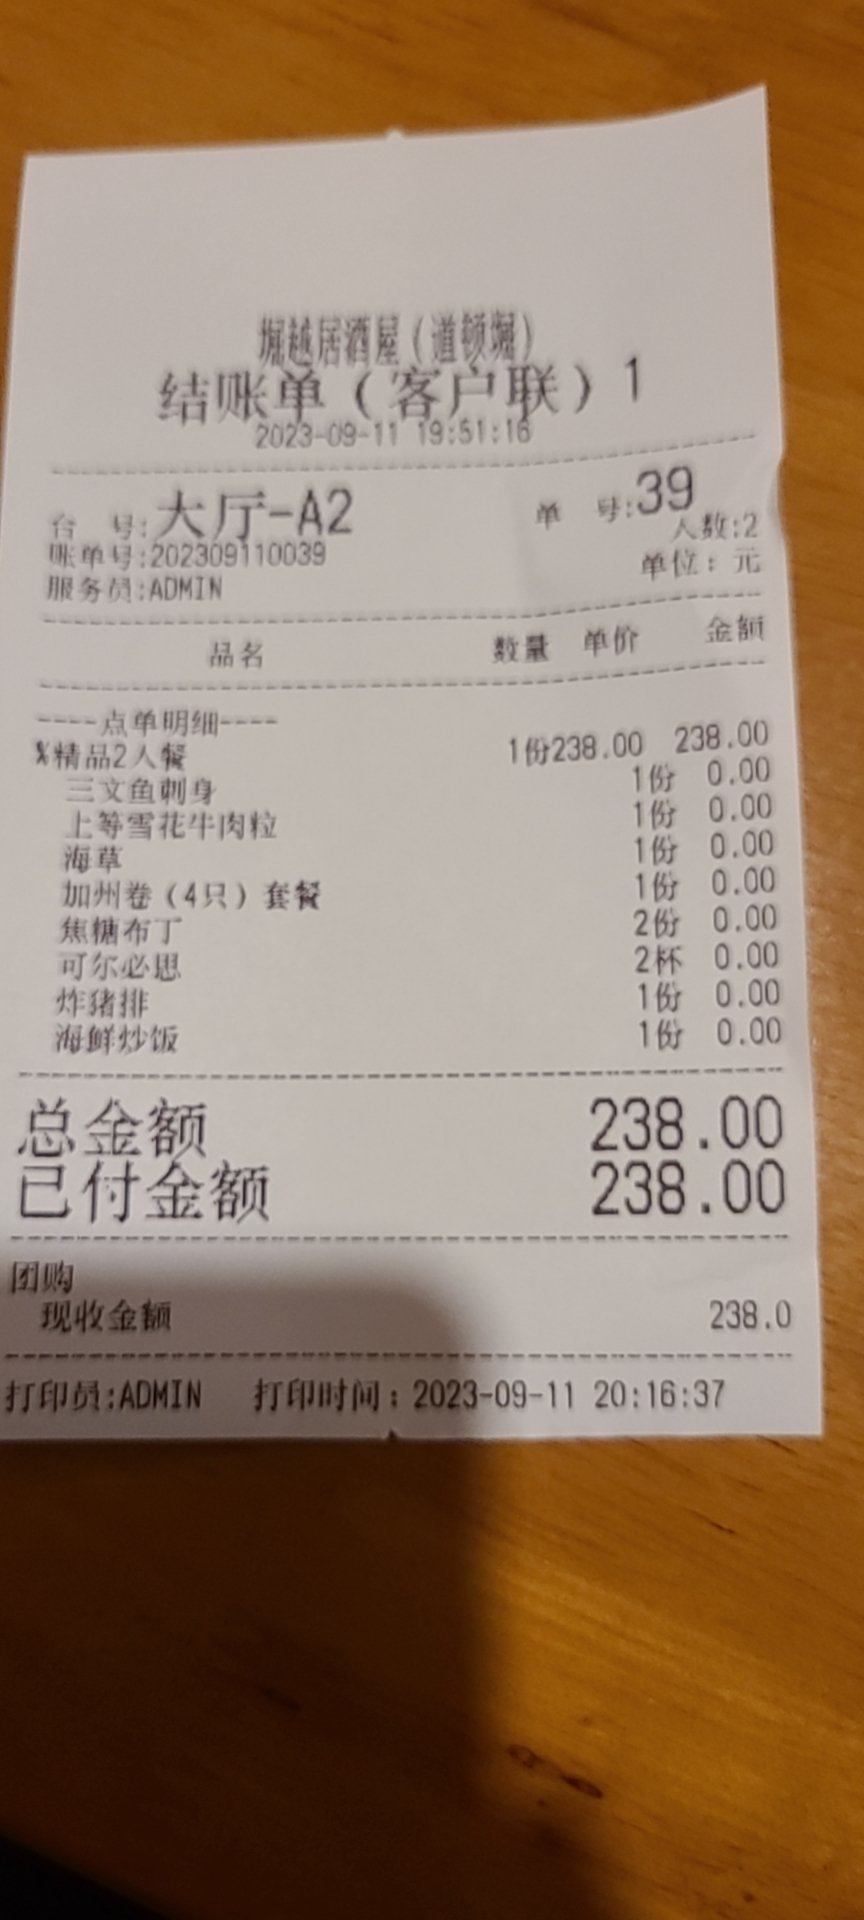 堀越居酒屋（道顿堀）
结账单（客户联）1
2023-09-11 19:51:16
台 号:大厅-A2 单 号:39
账单号:202309110039 人数:2
服务员:ADMIN 单位：元
品名 数量 单价 金额
----点单明细----
%精品2人餐 1份238.00 238.00
三文鱼刺身 1份 0.00
上等雪花牛肉粒 1份 0.00
海草 1份 0.00
加州卷（4只）套餐 1份 0.00
焦糖布丁 2份 0.00
可尔必思 2杯 0.00
炸猪排 1份 0.00
海鲜炒饭 1份 0.00
总金额 238.00
已付金额 238.00
团购
现收金额 238.0
打印员:ADMIN 打印时间：2023-09-11 20:16:37